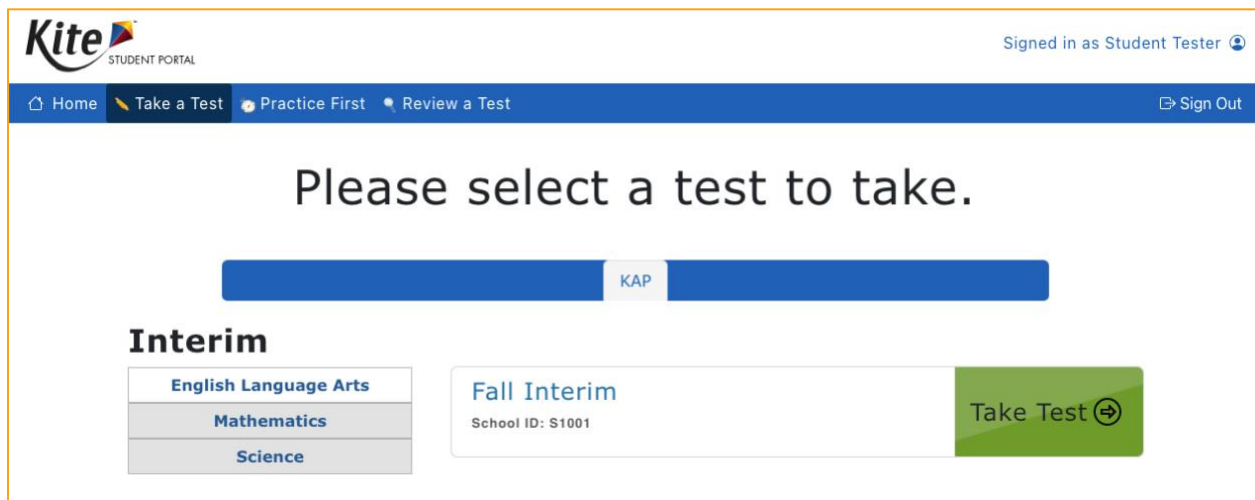 Kite
STUDENT PORTAL
Signed in as Student Tester
Home Take a Test Practice First Review a Test Sign Out
Please select a test to take.
KAP
Interim
English Language Arts
Mathematics
Science
Fall Interim
School ID: S1001
Take Test